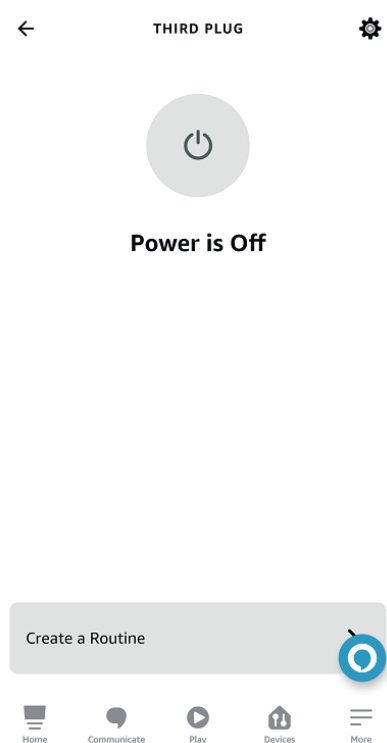 THIRD PLUG
Power is Off
Create a Routine
Home
Communicate
Play
Devices
More